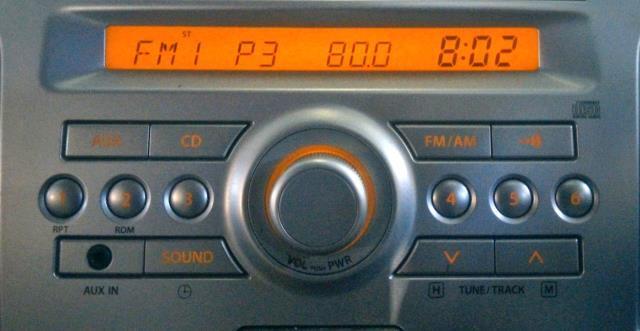 ST
FM1 P3 80.0 8:02
AUX CD FM/AM
1 2 3 4 5 6
RPT RDM
SOUND
VOL PUSH PWR
AUX IN H TUNE/TRACK M